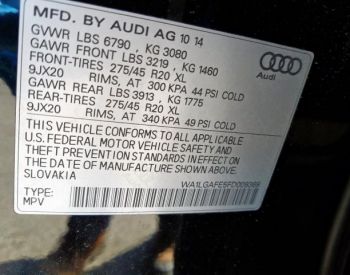 MFD. BY AUDI AG 10 14
GVWR LBS 6790 , KG 3080
GAWR FRONT LBS 3219 , KG 1460
FRONT-TIRES 275/45 R20 XL
9JX20 RIMS, AT 300 KPA 44 PSI COLD
GAWR REAR LBS 3913 , KG 1775
REAR-TIRES 275/45 R20 XL
9JX20 RIMS, AT 340 KPA 49 PSI COLD
Audi
THIS VEHICLE CONFORMS TO ALL APPLICABLE
U.S. FEDERAL MOTOR VEHICLE SAFETY AND
THEFT PREVENTION STANDARDS IN EFFECT ON
THE DATE OF MANUFACTURE SHOWN ABOVE.
SLOVAKIA
WA1LGAFE5FD009369
TYPE:
MPV